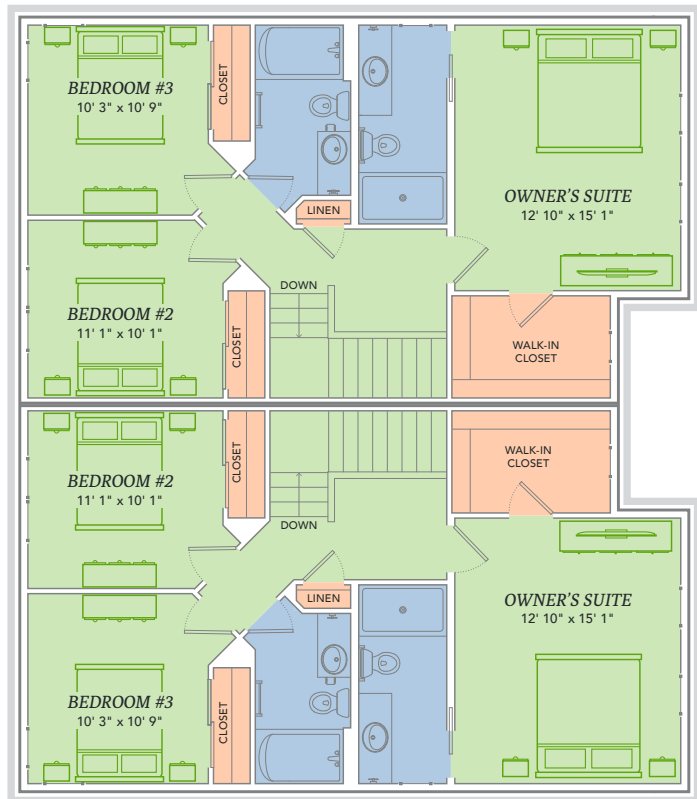 BEDROOM #3
10' 3" x 10' 9"
CLOSET
LINEN
OWNER'S SUITE
12' 10" x 15' 1"
DOWN
BEDROOM #2
11' 1" x 10' 1"
CLOSET
WALK-IN
CLOSET
BEDROOM #2
11' 1" x 10' 1"
CLOSET
WALK-IN
CLOSET
DOWN
LINEN
OWNER'S SUITE
12' 10" x 15' 1"
BEDROOM #3
10' 3" x 10' 9"
CLOSET